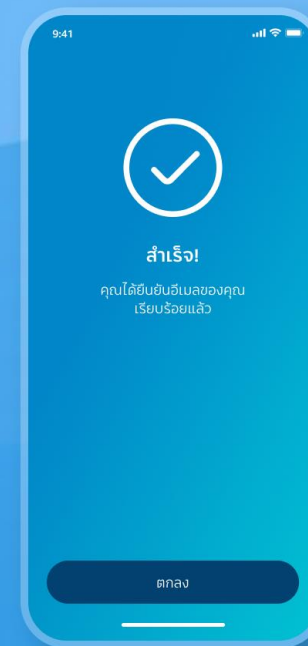 9:41
สำเร็จ!
คุณได้ยืนยันอีเมลของคุณ
เรียบร้อยแล้ว
ตกลง